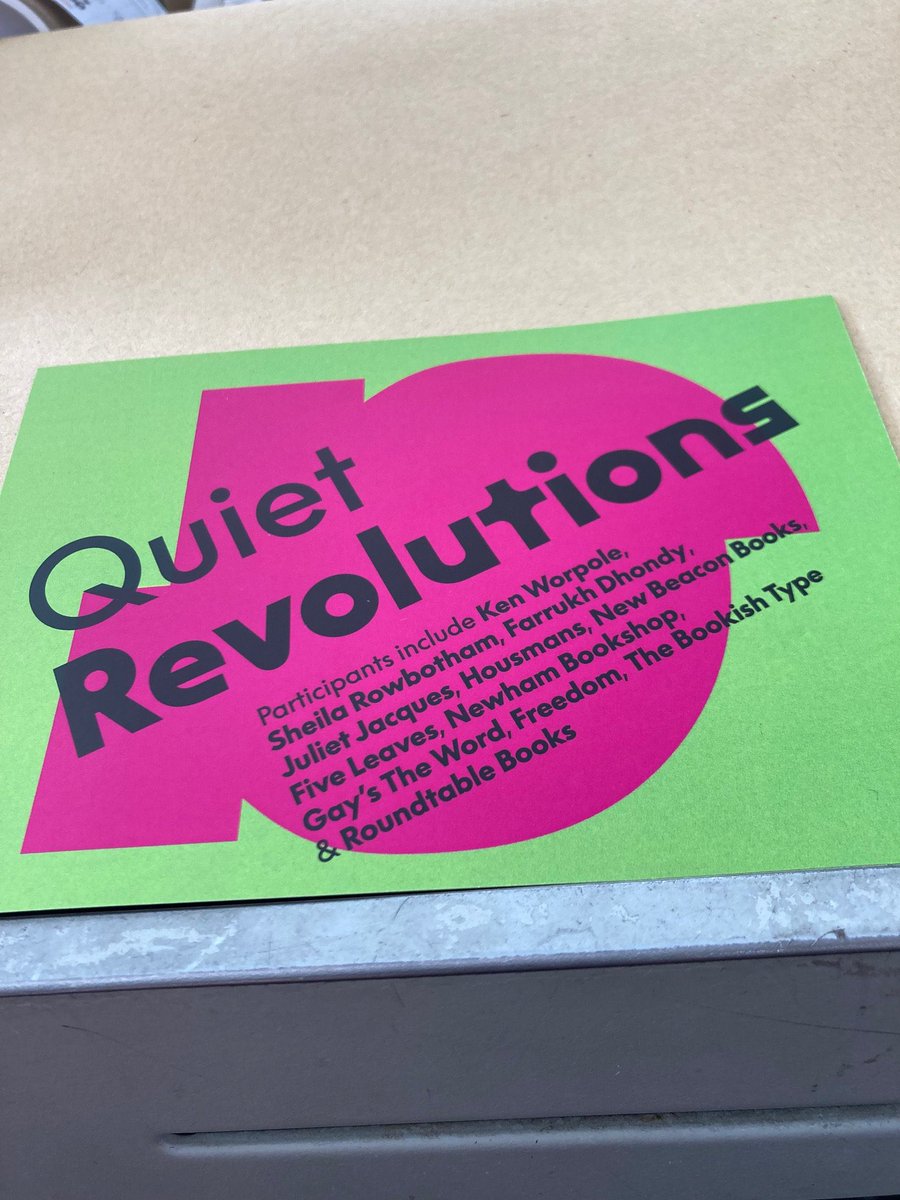 Quiet
Revolutions
Participants include Ken Worpole,
Sheila Rowbotham, Farrukh Dhondy,
Juliet Jacques, Housmans, New Beacon Books,
Five Leaves, Newham Bookshop,
Gay's The Word, Freedom, The Bookish Type
& Roundtable Books